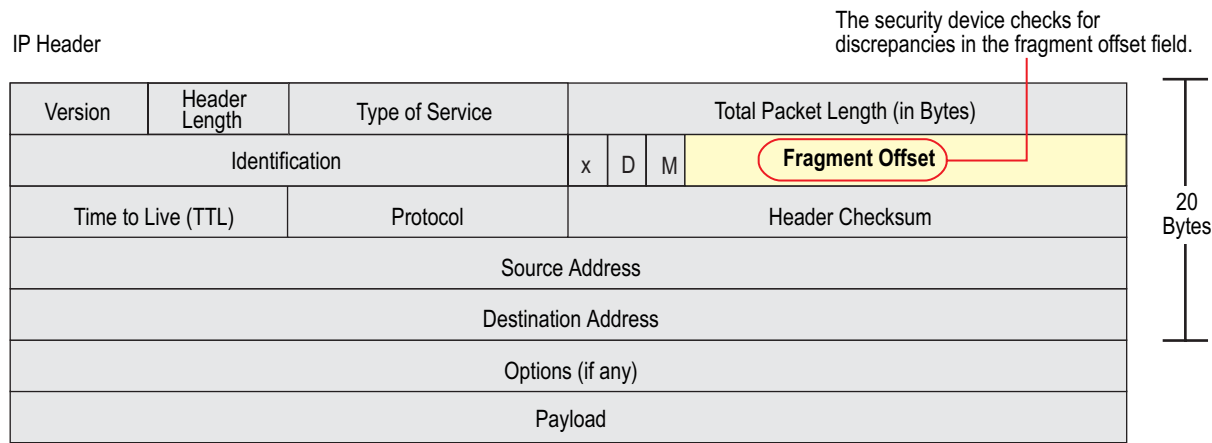 The security device checks for
discrepancies in the fragment offset field.
IP Header
Version
Header
Length
Type of Service
Total Packet Length (in Bytes)
Identification
x
D
M
Fragment Offset
Time to Live (TTL)
Protocol
Header Checksum
20
Bytes
Source Address
Destination Address
Options (if any)
Payload